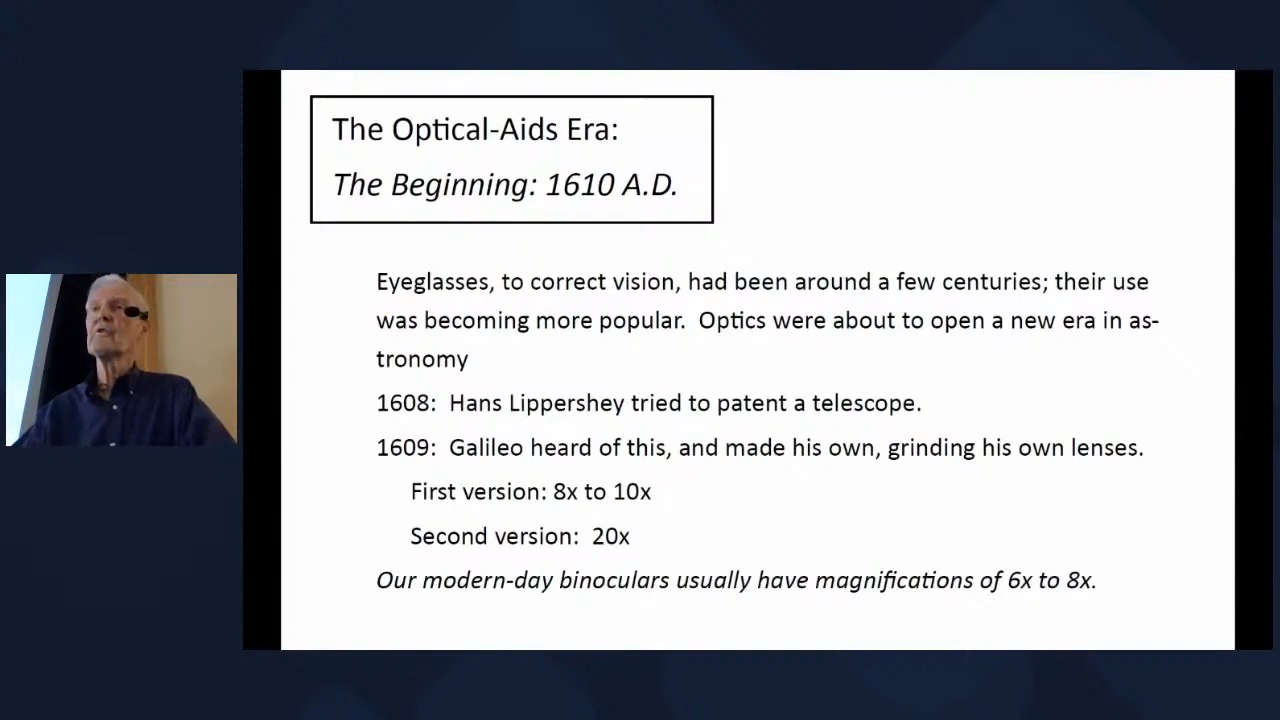 The Optical-Aids Era:
The Beginning: 1610 A.D.
Eyeglasses, to correct vision, had been around a few centuries; their use
was becoming more popular.  Optics were about to open a new era in as-
tronomy
1608:  Hans Lippershey tried to patent a telescope.
1609:  Galileo heard of this, and made his own, grinding his own lenses.
First version: 8x to 10x
Second version:  20x
Our modern-day binoculars usually have magnifications of 6x to 8x.